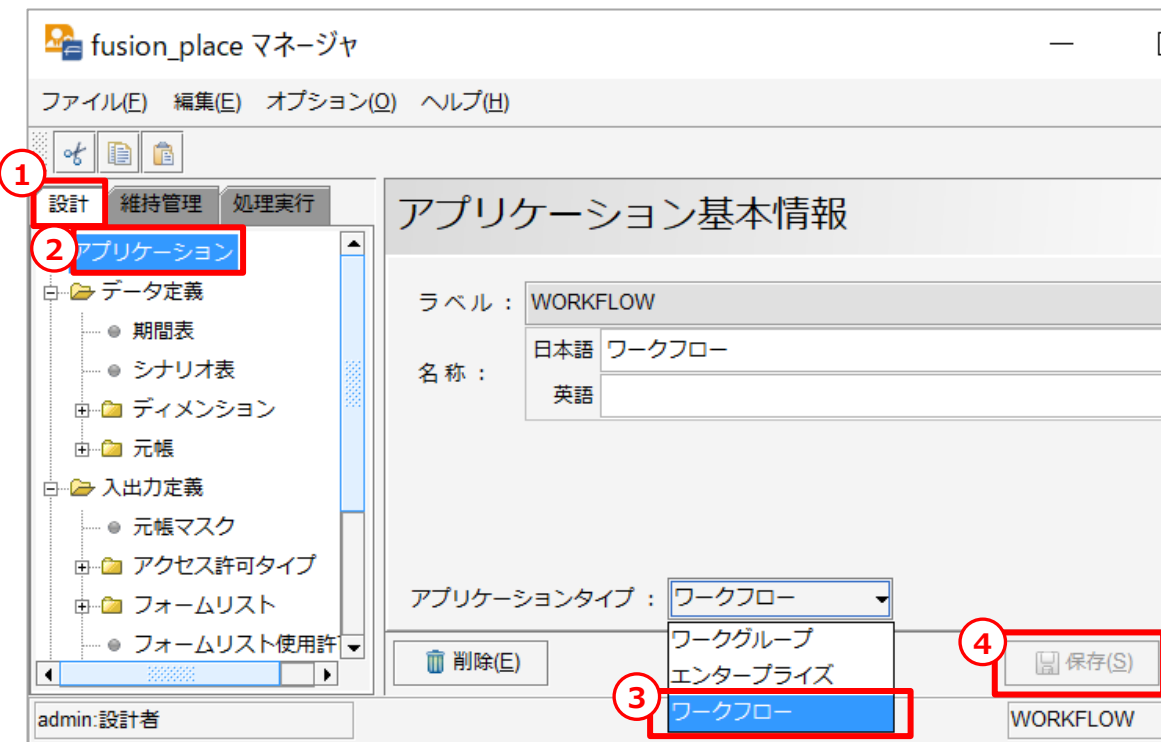 fusion_place マネージャ
ファイル(F) 編集(E) オプション(O) ヘルプ(H)
1
設計 維持管理 処理実行
2
アプリケーション
データ定義
期間表
シナリオ表
ディメンション
元帳
入出力定義
元帳マスク
アクセス許可タイプ
フォームリスト
フォームリスト使用許
アプリケーション基本情報
ラベル : WORKFLOW
名称 :
日本語 ワークフロー
英語
アプリケーションタイプ : ワークフロー
ワークグループ
エンタープライズ
3
ワークフロー
削除(E)
4
保存(S)
admin:設計者
WORKFLOW